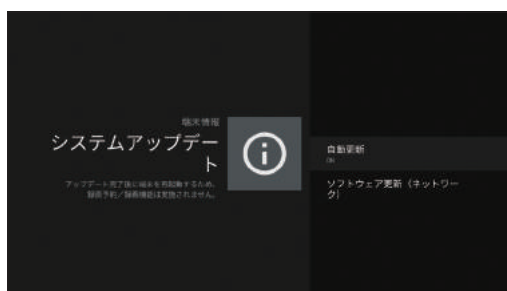 端末情報
システムアップデー
ト
アップデート完了後に端末を再起動するため、
録画予約／録画機能は実施されません。
自動更新
ON
ソフトウェア更新（ネットワー
ク）